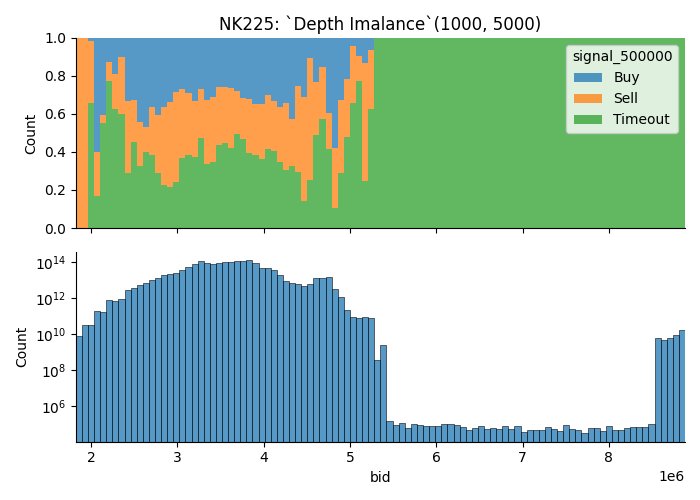 NK225: `Depth Imalance`(1000, 5000)
1.0
0.8
0.6
0.4
0.2
0.0
Count
signal_500000
Buy
Sell
Timeout
10^14
10^12
10^10
10^8
10^6
Count
2 3 4 5 6 7 8
1e6
bid